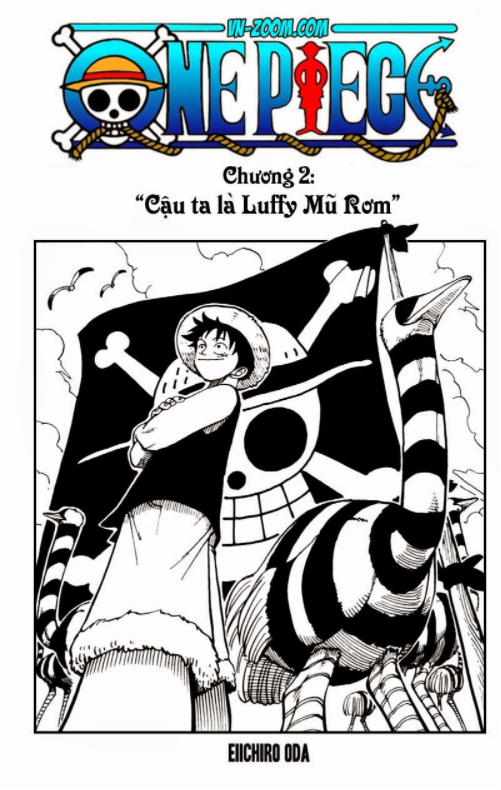 VN-ZOOM.COM
ONE PIECE
Chương 2:
“Cậu ta là Luffy Mũ Rơm”
EIICHIRO ODA